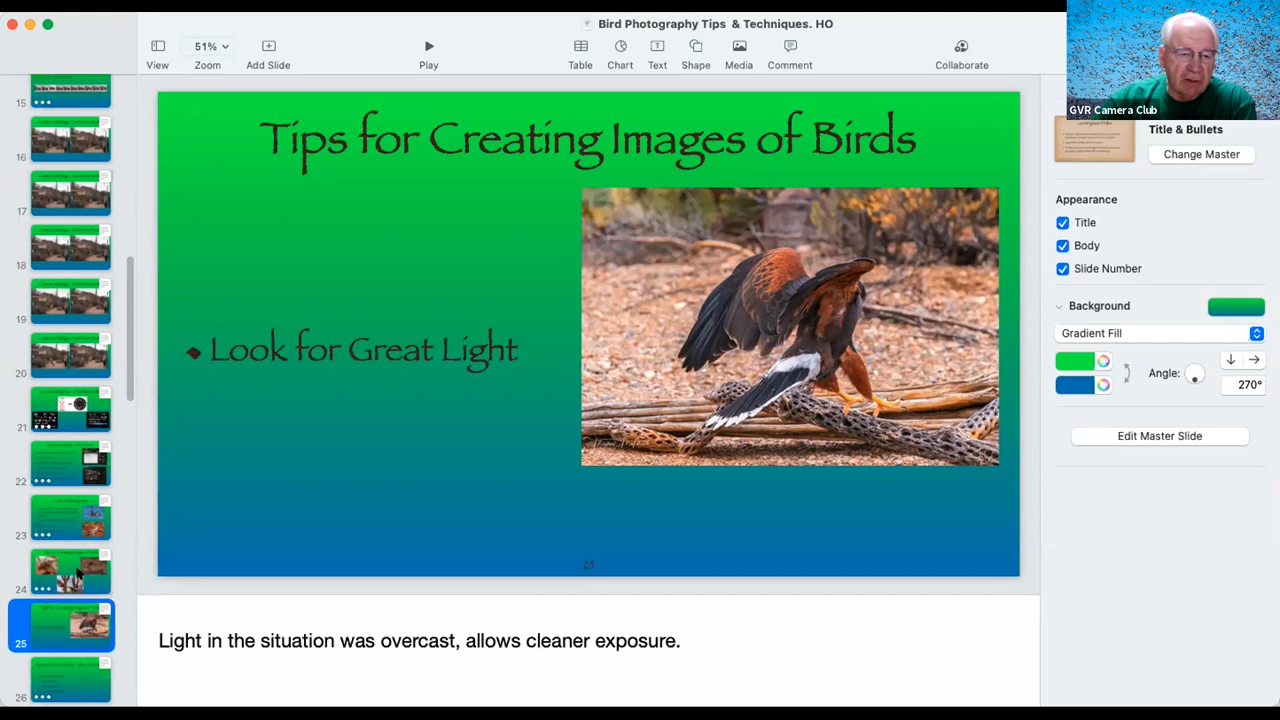 Bird Photography Tips & Techniques. HO
51%
View
Zoom
Add Slide
Play
Table
Chart
Text
Shape
Media
Comment
Collaborate
GVR Camera Club
Title & Bullets
Change Master
Appearance
Title
Body
Slide Number
Background
Gradient Fill
Angle:
270°
Edit Master Slide
15
16
17
18
19
20
21
22
23
24
25
26
Tips for Creating Images of Birds
Look for Great Light
25
Light in the situation was overcast, allows cleaner exposure.